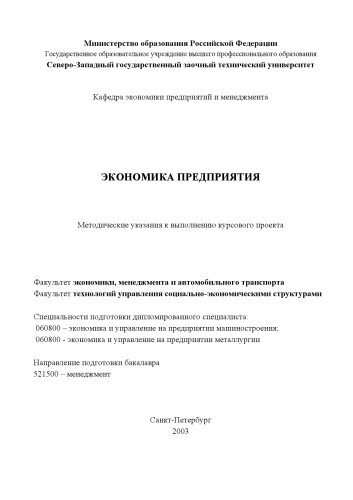 Министерство образования Российской Федерации
Государственное образовательное учреждение высшего профессионального образования
Северо-Западный государственный заочный технический университет
Кафедра экономики предприятий и менеджмента
ЭКОНОМИКА ПРЕДПРИЯТИЯ
Методические указания к выполнению курсового проекта
Факультет экономики, менеджмента и автомобильного транспорта
Факультет технологий управления социально-экономическими структурами
Специальности подготовки дипломированного специалиста:
060800 – экономика и управление на предприятии машиностроения;
060800 - экономика и управление на предприятии металлургии
Направление подготовки бакалавра
521500 – менеджмент
Санкт-Петербург
2003